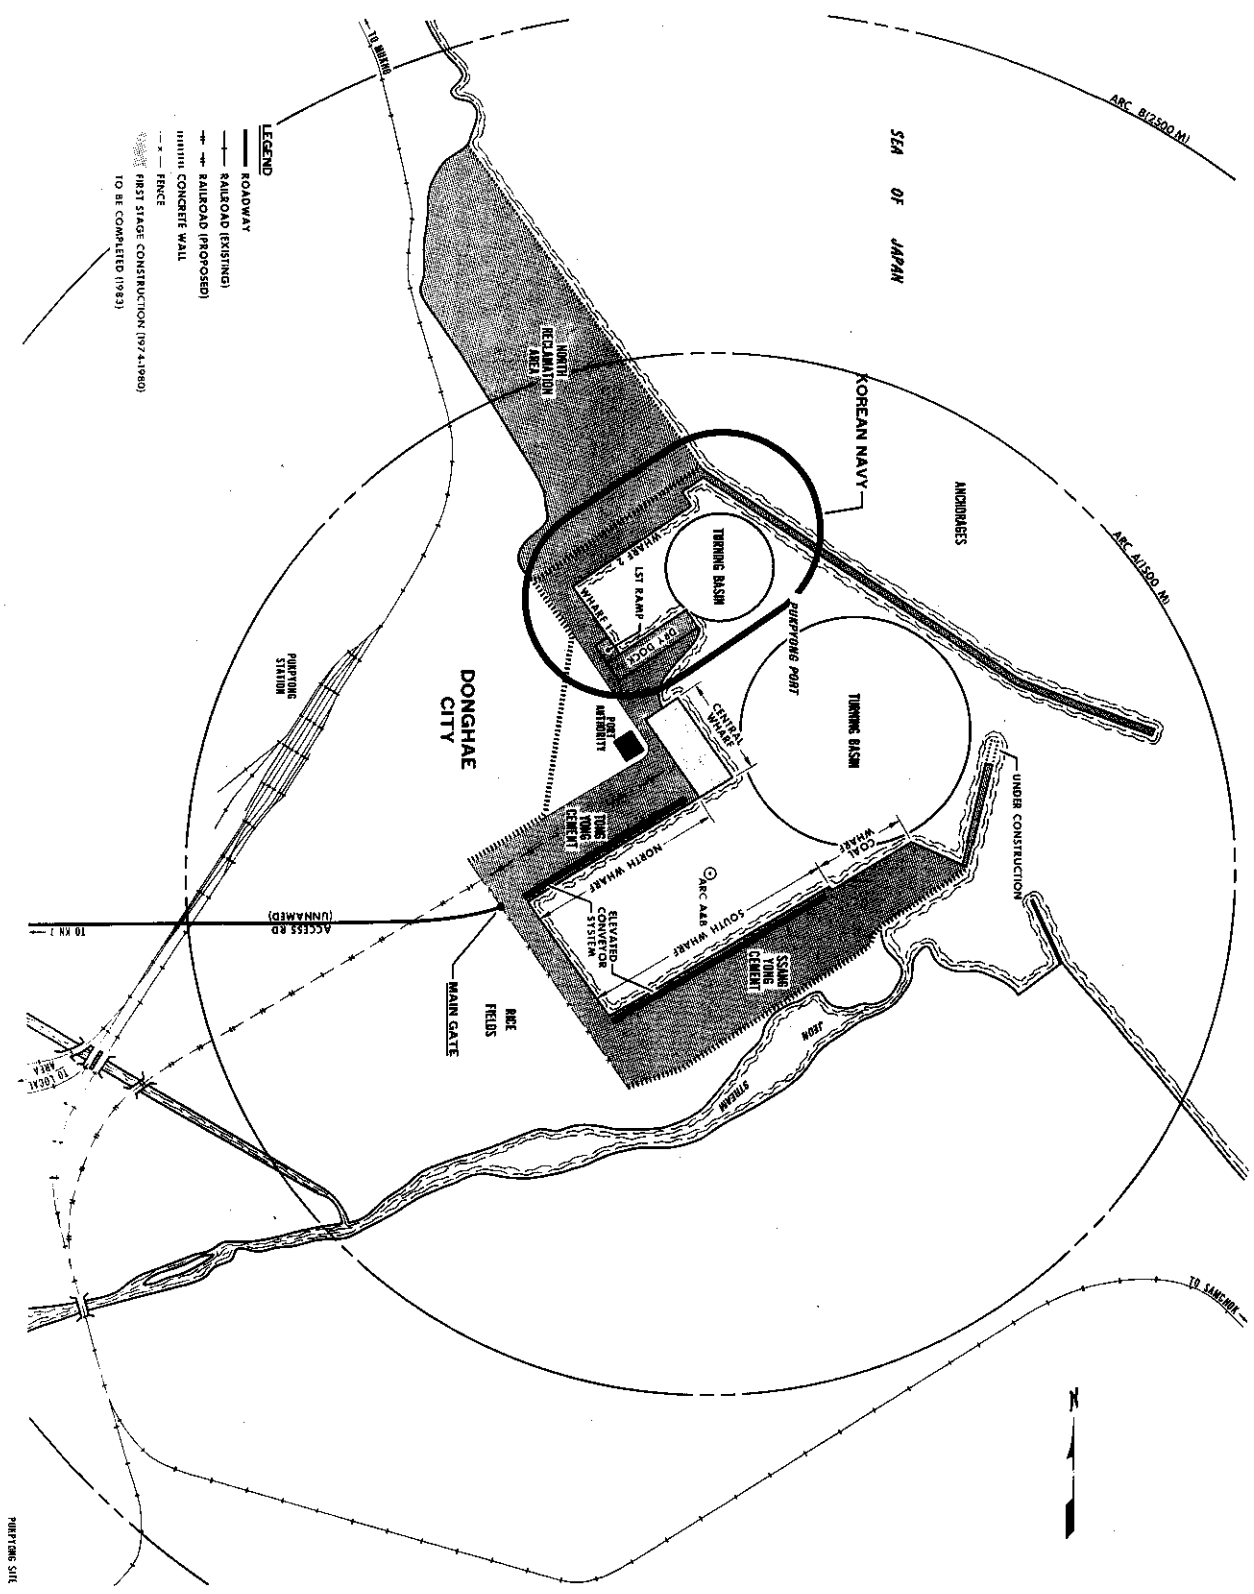 SEA OF JAPAN
ARC B(2500 M)
ARC A(1500 M)
TO MUKHO
LEGEND
ROADWAY
RAILROAD (EXISTING)
RAILROAD (PROPOSED)
CONCRETE WALL
FENCE
FIRST STAGE CONSTRUCTION (1974-1980)
TO BE COMPLETED (1983)
NORTH
RECLAMATION
AREA
KOREAN NAVY
ANCHORAGES
TURNING BASIN
WHARF 2
LST RAMP
WHARF 1
DRY DOCK
PUKPYONG PORT
TURNING BASIN
CENTRAL
WHARF
PORT
AUTHORITY
DONGHAE
CITY
PUKPYONG
STATION
UNDER CONSTRUCTION
COAL
WHARF
TONG
YONG
CEMENT
NORTH WHARF
ARC A&B
SOUTH WHARF
ELEVATED
CONVEYOR
SYSTEM
SSANG
YONG
CEMENT
ACCESS RD
(UNNAMED)
TO KN 7
MAIN GATE
RICE
FIELDS
JEON
STREAM
TO LOCAL
AREA
TO SAMCHOK
N
PUKPYONG SITE